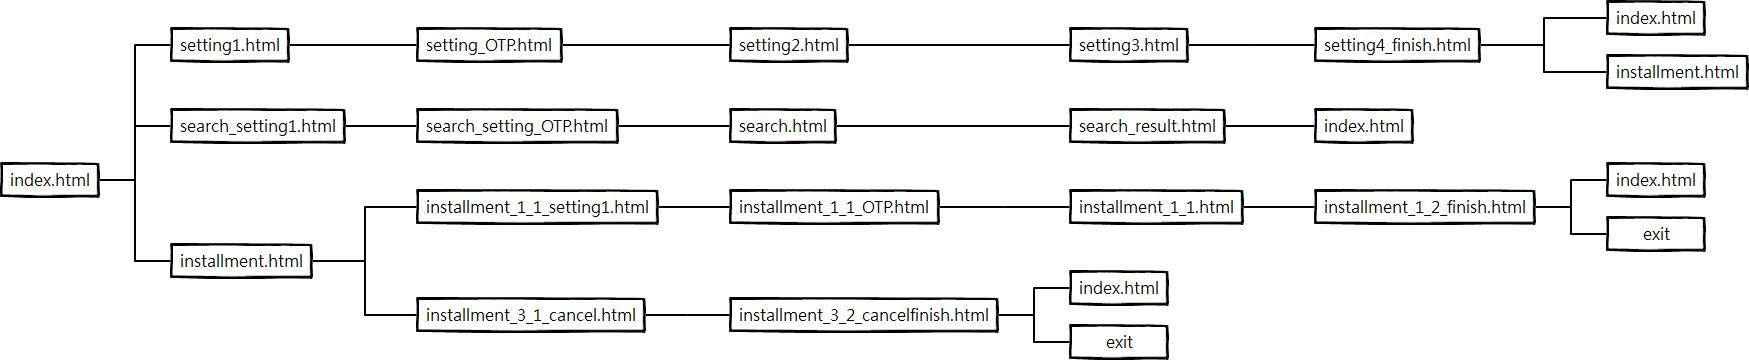 index.html
setting1.html
setting_OTP.html
setting2.html
setting3.html
setting4_finish.html
index.html
installment.html
search_setting1.html
search_setting_OTP.html
search.html
search_result.html
index.html
installment.html
installment_1_1_setting1.html
installment_1_1_OTP.html
installment_1_1.html
installment_1_2_finish.html
index.html
exit
installment_3_1_cancel.html
installment_3_2_cancelfinish.html
index.html
exit